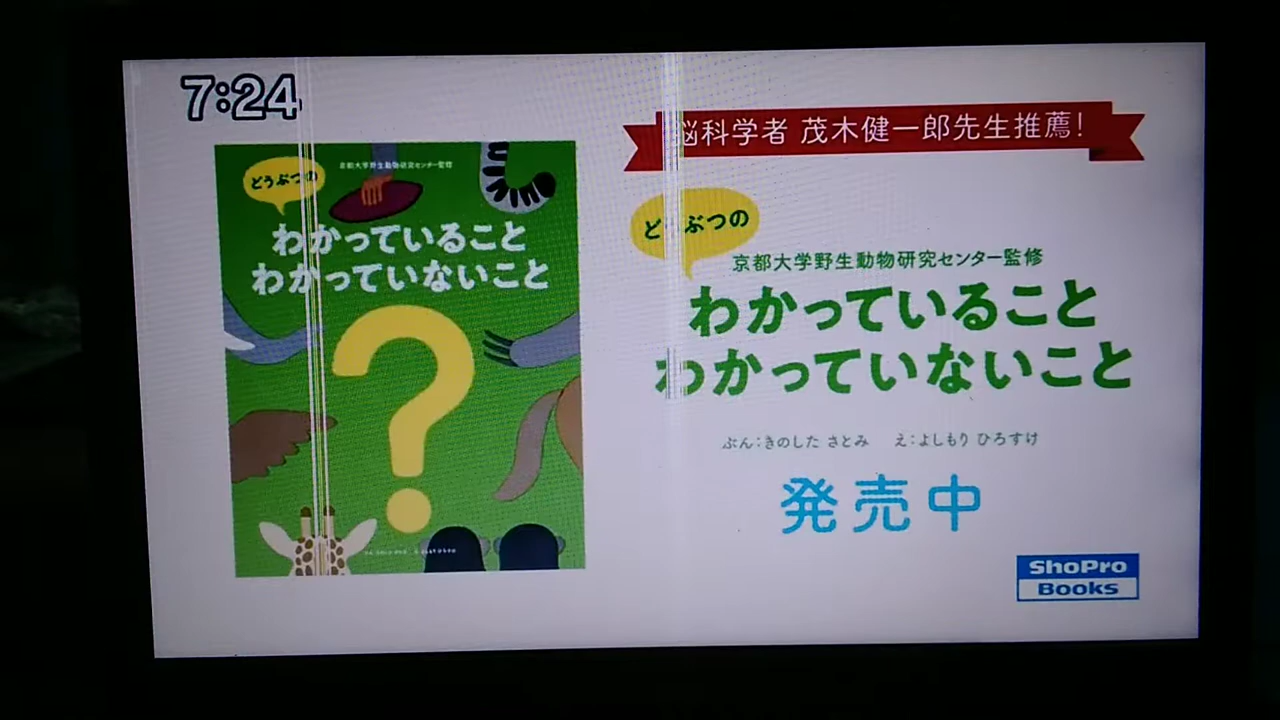 7:24
脳科学者 茂木健一郎先生推薦!
京都大学野生動物研究センター監修
どうぶつの
わかっていること
わかっていないこと
?
どうぶつの
京都大学野生動物研究センター監修
わかっていること
わかっていないこと
ぶん:きのした さとみ え:よしもり ひろすけ
発売中
ShoPro
Books